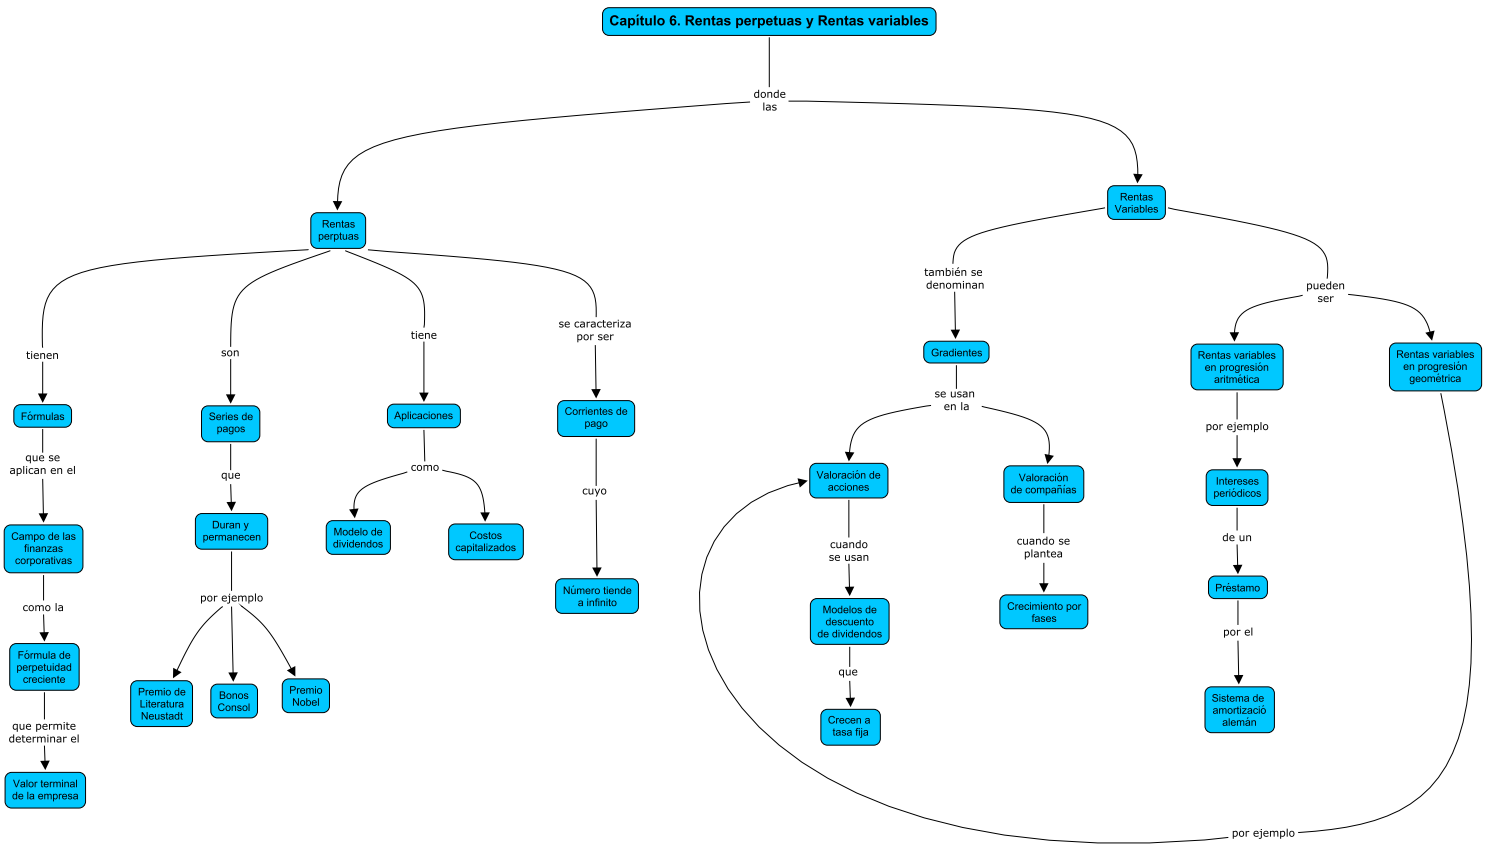 Capítulo 6. Rentas perpetuas y Rentas variables
donde
las
Rentas
perptuas
tienen
Fórmulas
que se
aplican en el
Campo de las
finanzas
corporativas
como la
Fórmula de
perpetuidad
creciente
que permite
determinar el
Valor terminal
de la empresa
son
Series de
pagos
que
Duran y
permanecen
por ejemplo
Premio de
Literatura
Neustadt
Bonos
Consol
Premio
Nobel
tiene
Aplicaciones
como
Modelo de
dividendos
Costos
capitalizados
se caracteriza
por ser
Corrientes de
pago
cuyo
Número tiende
a infinito
Rentas
Variables
también se
denominan
Gradientes
se usan
en la
Valoración de
acciones
cuando
se usan
Modelos de
descuento
de dividendos
que
Crecen a
tasa fija
Valoración
de compañías
cuando se
plantea
Crecimiento por
fases
pueden
ser
Rentas variables
en progresión
aritmética
por ejemplo
Intereses
periódicos
de un
Préstamo
por el
Sistema de
amortizació
alemán
Rentas variables
en progresión
geométrica
por ejemplo